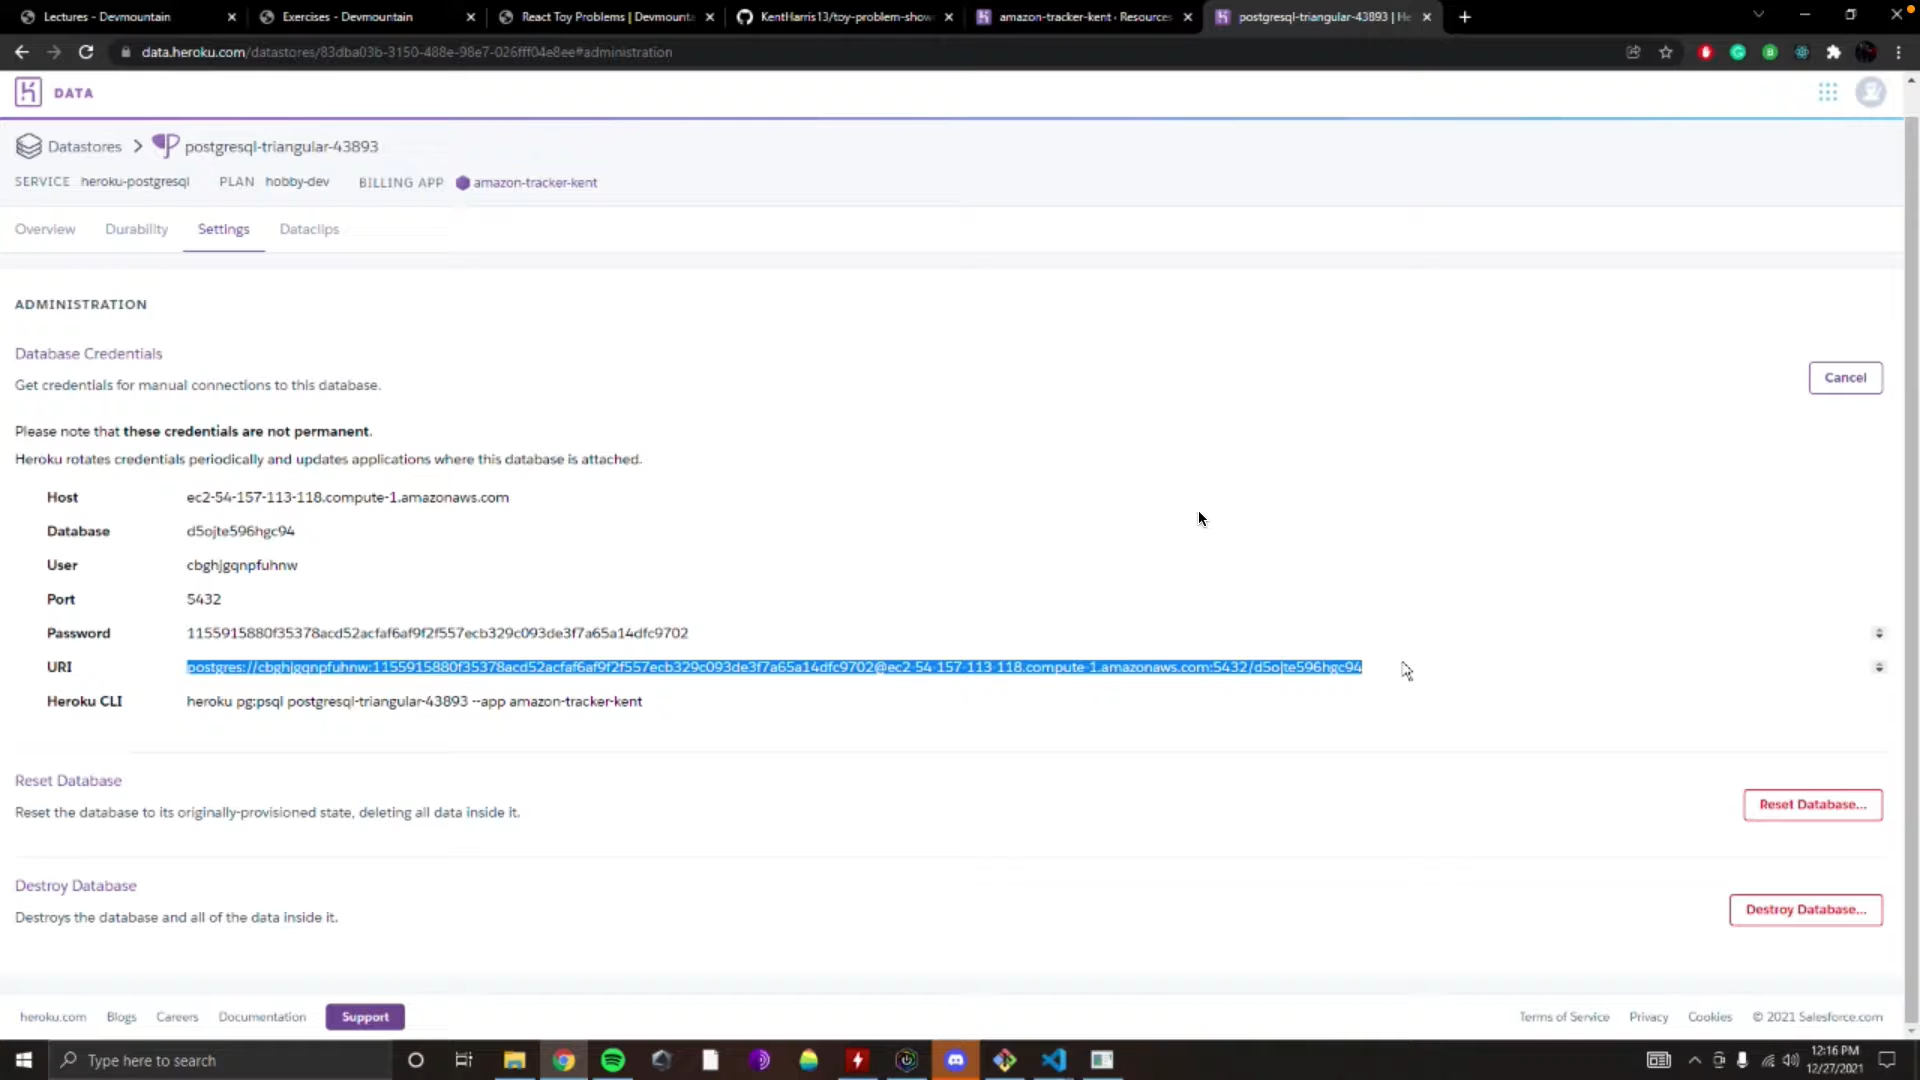 Lectures - Devmountain
Exercises - Devmountain
React Toy Problems | Devmounta
KentHarris13/toy-problem-show
amazon-tracker-kent · Resources
postgresql-triangular-43893 | He
data.heroku.com/datastores/83dba03b-3150-488e-98e7-026fff04e8ee#administration
DATA
Datastores > postgresql-triangular-43893
SERVICE heroku-postgresql PLAN hobby-dev BILLING APP amazon-tracker-kent
Overview Durability Settings Dataclips
ADMINISTRATION
Database Credentials
Get credentials for manual connections to this database.
Cancel
Please note that these credentials are not permanent.
Heroku rotates credentials periodically and updates applications where this database is attached.
Host ec2-54-157-113-118.compute-1.amazonaws.com
Database d5ojte596hgc94
User cbghjgqnpfuhnw
Port 5432
Password 1155915880f35378acd52acfaf6af9f2f557ecb329c093de3f7a65a14dfc9702
URI postgres://cbghjgqnpfuhnw:1155915880f35378acd52acfaf6af9f2f557ecb329c093de3f7a65a14dfc9702@ec2-54-157-113-118.compute-1.amazonaws.com:5432/d5ojte596hgc94
Heroku CLI heroku pg:psql postgresql-triangular-43893 --app amazon-tracker-kent
Reset Database
Reset the database to its originally-provisioned state, deleting all data inside it.
Reset Database...
Destroy Database
Destroys the database and all of the data inside it.
Destroy Database...
heroku.com Blogs Careers Documentation Support Terms of Service Privacy Cookies © 2021 Salesforce.com
Type here to search
12:16 PM
12/27/2021